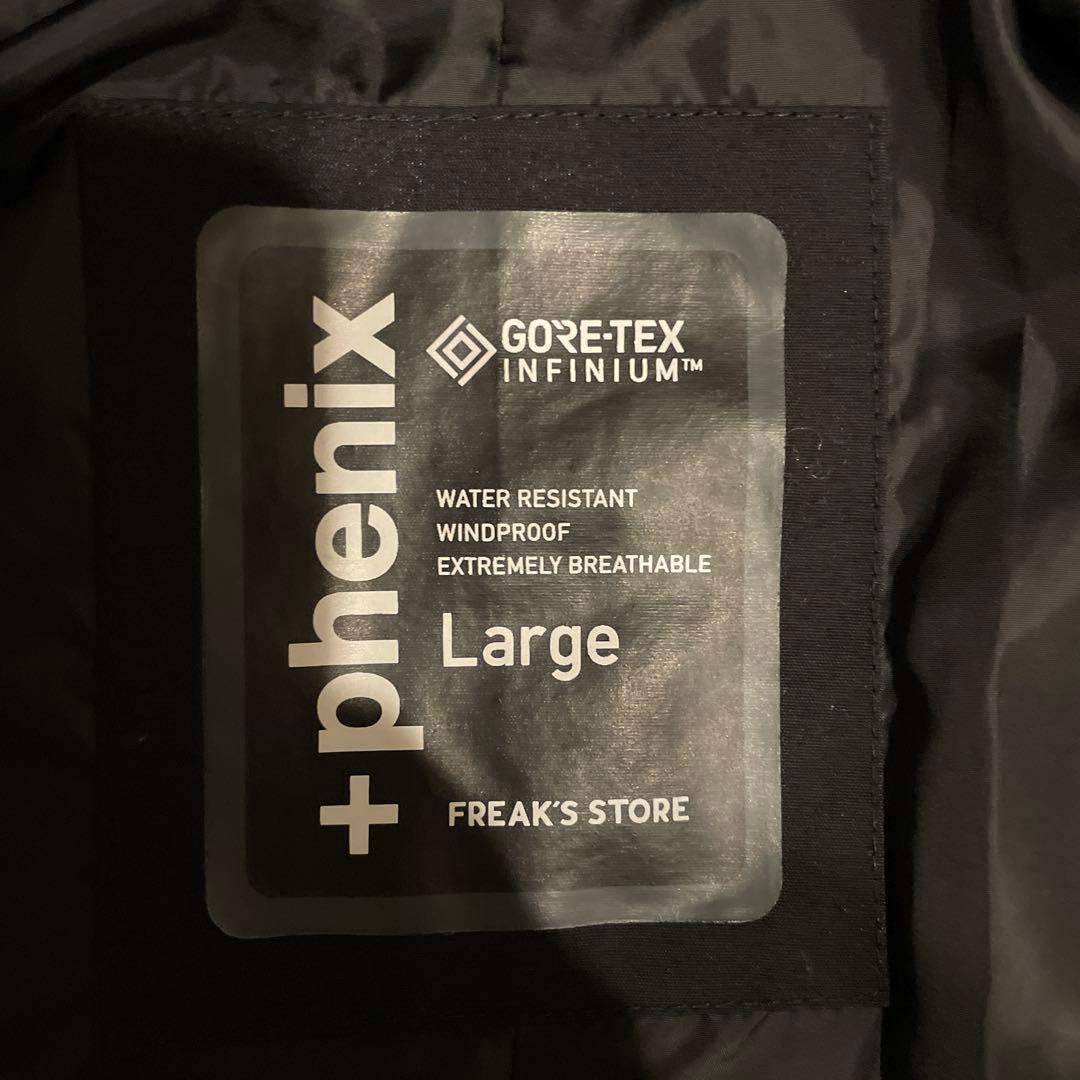 +phenix
GORE-TEX
INFINIUM™
WATER RESISTANT
WINDPROOF
EXTREMELY BREATHABLE
Large
FREAK'S STORE